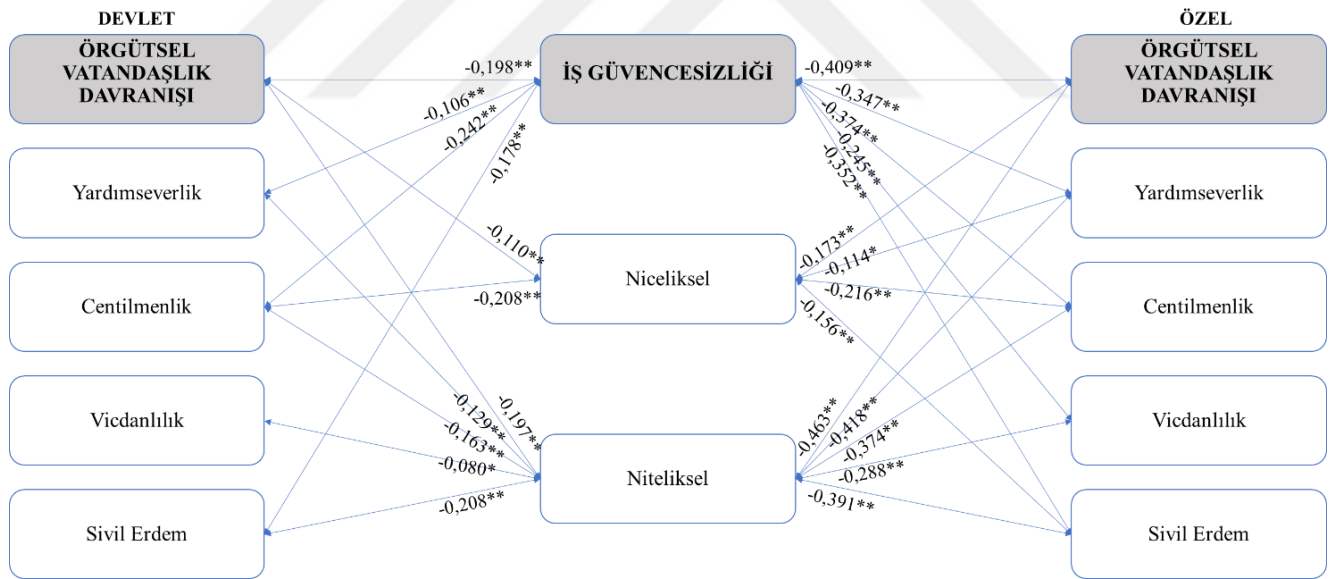 DEVLET
ÖRGÜTSEL
VATANDAŞLIK
DAVRANIŞI
Yardımseverlik
Centilmenlik
Vicdanlılık
Sivil Erdem
-0,198**
-0,106**
-0,242**
-0,178**
-0,110**
-0,208**
-0,197**
-0,129**
-0,163**
-0,080*
-0,208**
İŞ GÜVENCESİZLİĞİ
Niceliksel
Niteliksel
-0,409**
-0,347**
-0,374**
-0,245**
-0,352**
-0,173**
-0,114*
-0,216**
-0,156**
-0,463**
-0,418**
-0,374**
-0,288**
-0,391**
ÖZEL
ÖRGÜTSEL
VATANDAŞLIK
DAVRANIŞI
Yardımseverlik
Centilmenlik
Vicdanlılık
Sivil Erdem